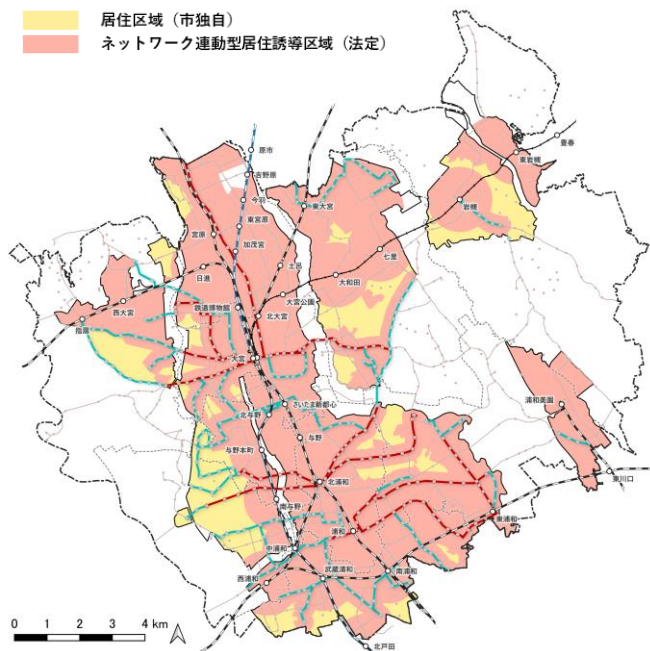 居住区域（市独自）
ネットワーク連動型居住誘導区域（法定）
原市
吉野原
今羽
東宮原
加茂宮
宮原
東大宮
土呂
日進
大宮公園
大和田
七里
岩槻
東岩槻
豊春
西大宮
指扇
鉄道博物館
北大宮
大宮
さいたま新都心
北与野
与野
与野本町
北浦和
南与野
浦和
中浦和
西浦和
武蔵浦和
南浦和
東浦和
浦和美園
東川口
北戸田
0 1 2 3 4 km